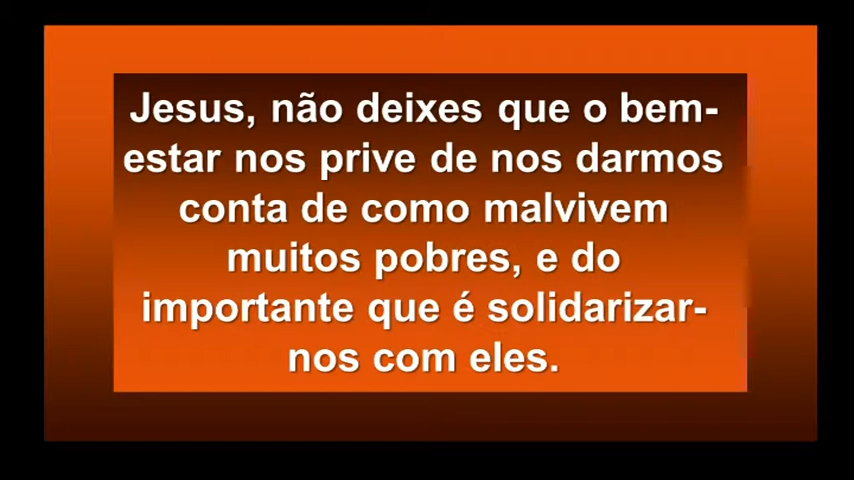 Jesus, não deixes que o bem-
estar nos prive de nos darmos
conta de como malvivem
muitos pobres, e do
importante que é solidarizar-
nos com eles.